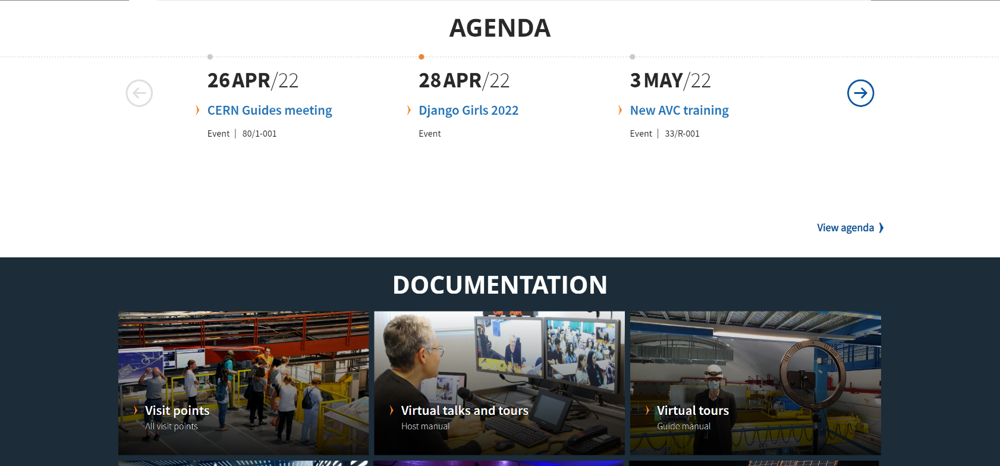 AGENDA
26 APR/22
CERN Guides meeting
Event | 80/1-001
28 APR/22
Django Girls 2022
Event
3 MAY/22
New AVC training
Event | 33/R-001
View agenda
DOCUMENTATION
Visit points
All visit points
ON AIR
Virtual talks and tours
Host manual
Virtual tours
Guide manual